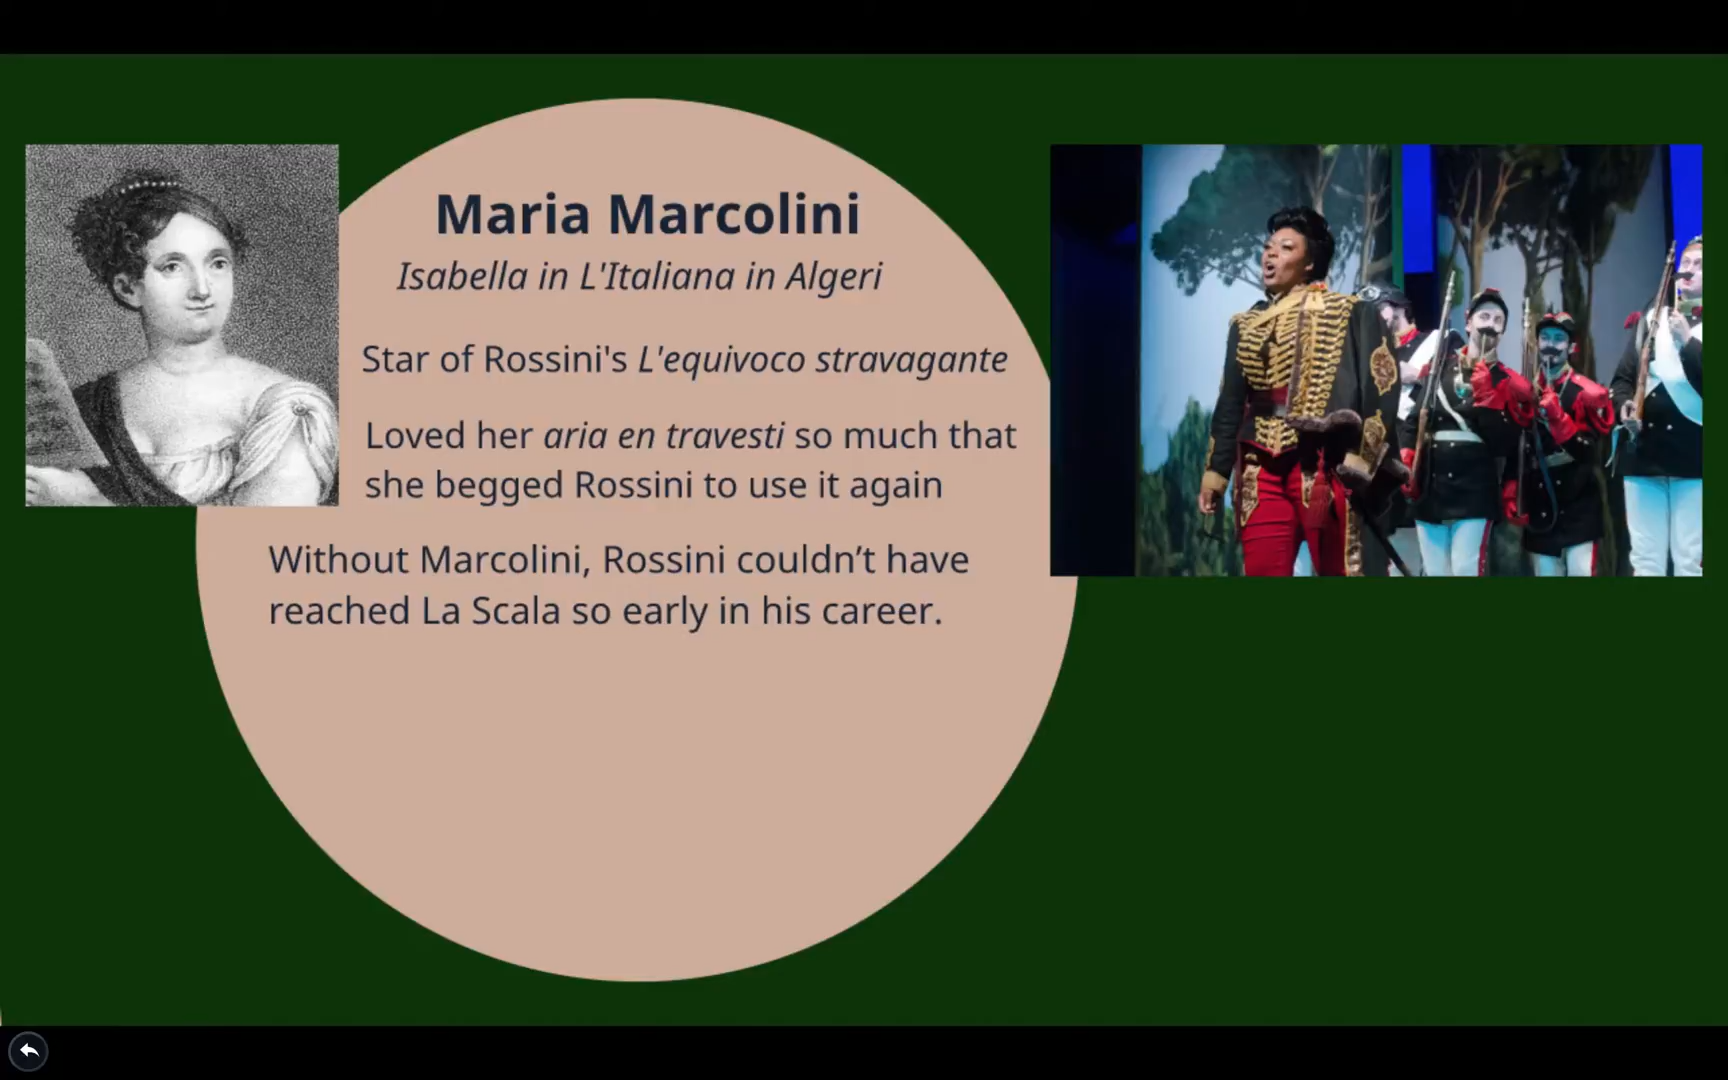 Maria Marcolini
Isabella in L'Italiana in Algeri
Star of Rossini's L'equivoco stravagante
Loved her aria en travesti so much that
she begged Rossini to use it again
Without Marcolini, Rossini couldn’t have
reached La Scala so early in his career.